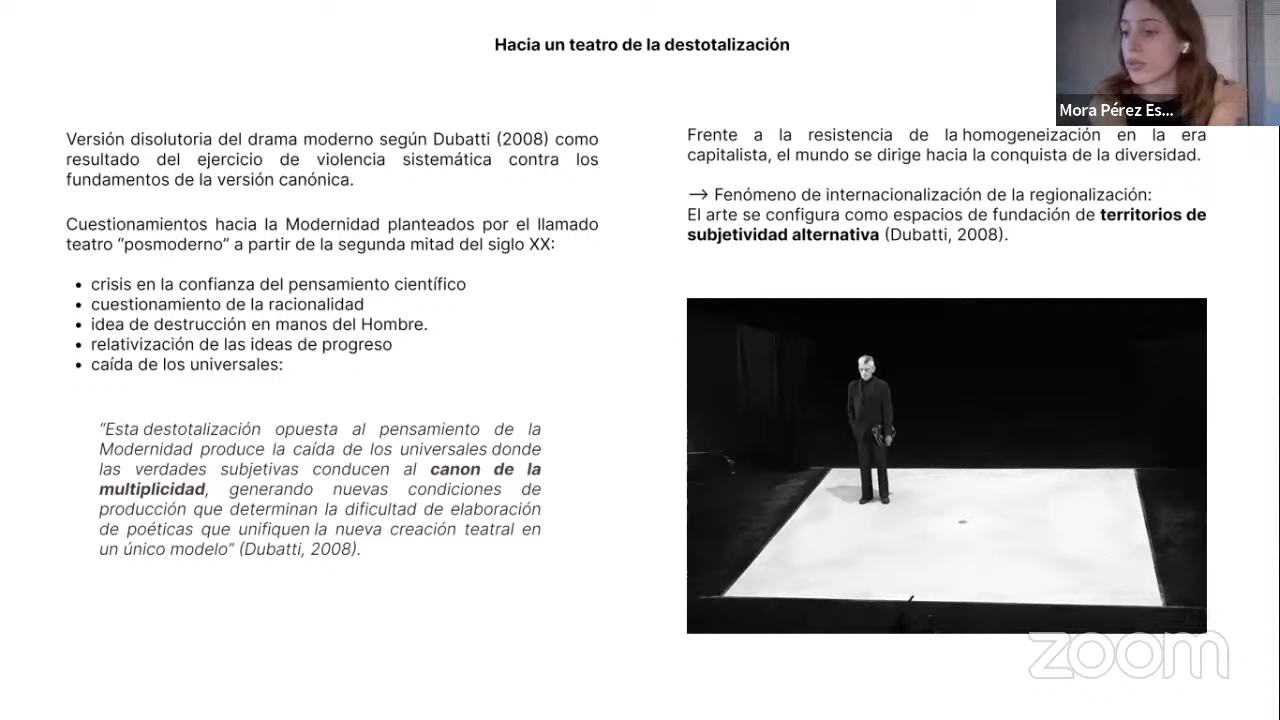 Hacia un teatro de la destotalización
Mora Pérez Es...
Versión disolutoria del drama moderno según Dubatti (2008) como
resultado del ejercicio de violencia sistemática contra los
fundamentos de la versión canónica.
Cuestionamientos hacia la Modernidad planteados por el llamado
teatro “posmoderno” a partir de la segunda mitad del siglo XX:
• crisis en la confianza del pensamiento científico
• cuestionamiento de la racionalidad
• idea de destrucción en manos del Hombre.
• relativización de las ideas de progreso
• caída de los universales:
“Esta destotalización opuesta al pensamiento de la
Modernidad produce la caída de los universales donde
las verdades subjetivas conducen al canon de la
multiplicidad, generando nuevas condiciones de
producción que determinan la dificultad de elaboración
de poéticas que unifiquen la nueva creación teatral en
un único modelo” (Dubatti, 2008).
Frente a la resistencia de la homogeneización en la era
capitalista, el mundo se dirige hacia la conquista de la diversidad.
→ Fenómeno de internacionalización de la regionalización:
El arte se configura como espacios de fundación de territorios de
subjetividad alternativa (Dubatti, 2008).
zoom